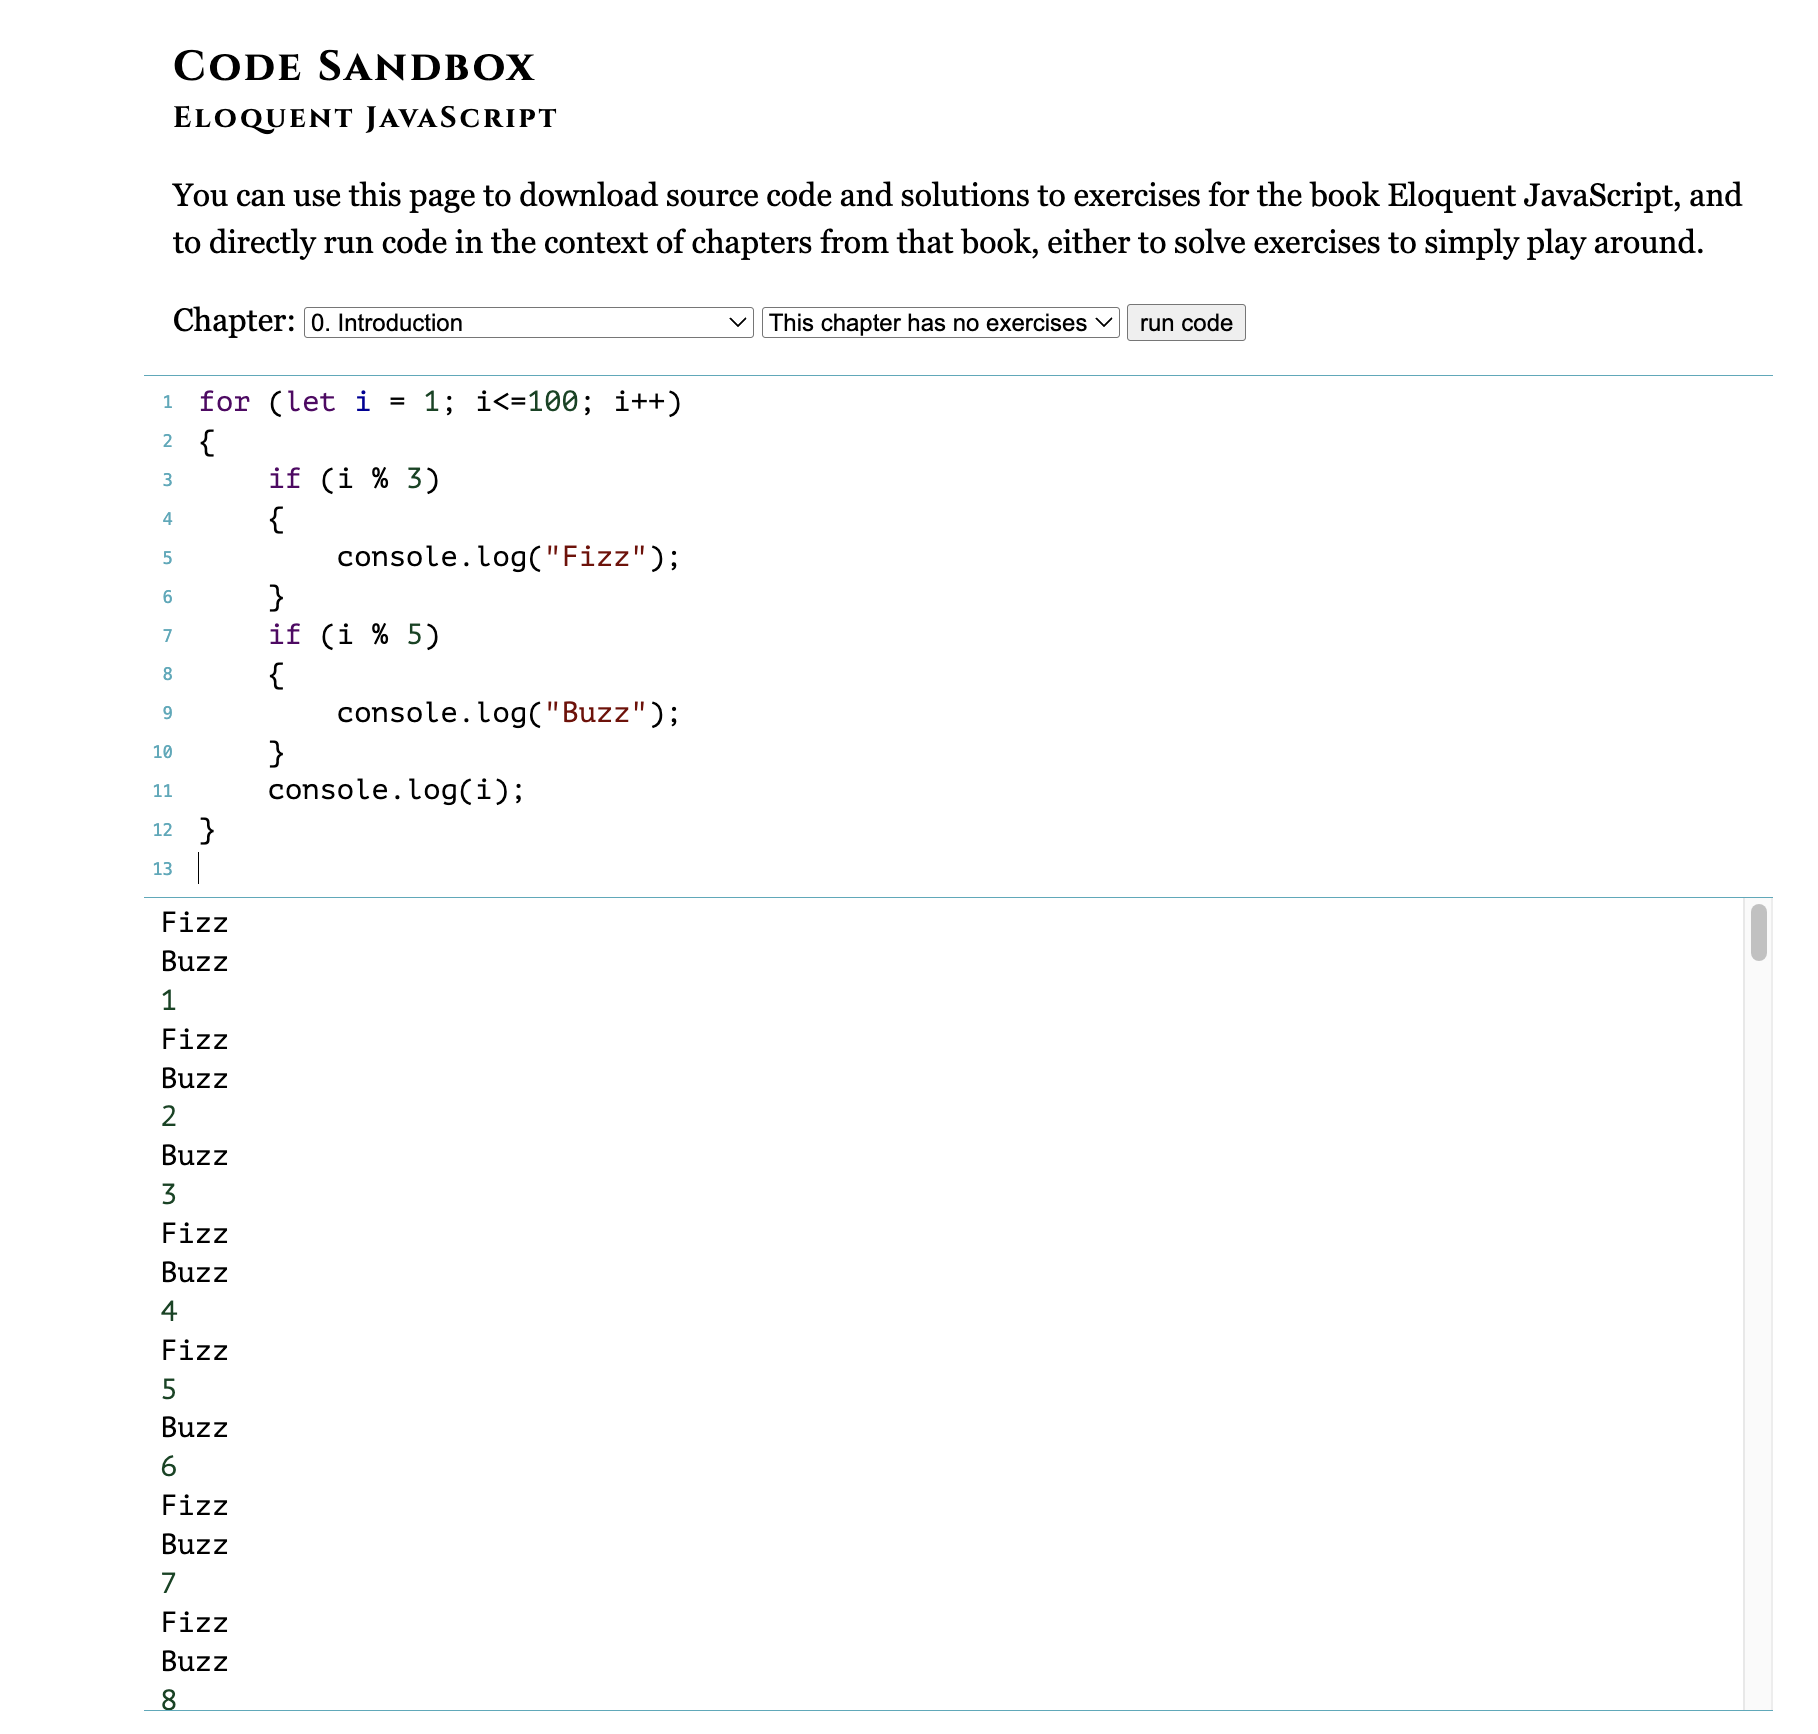 Code Sandbox
Eloquent JavaScript
You can use this page to download source code and solutions to exercises for the book Eloquent JavaScript, and
to directly run code in the context of chapters from that book, either to solve exercises to simply play around.
Chapter: 0. Introduction This chapter has no exercises run code
1 for (let i = 1; i<=100; i++)
2 {
3     if (i % 3)
4     {
5         console.log("Fizz");
6     }
7     if (i % 5)
8     {
9         console.log("Buzz");
10     }
11     console.log(i);
12 }
13
Fizz
Buzz
1
Fizz
Buzz
2
Buzz
3
Fizz
Buzz
4
Fizz
5
Buzz
6
Fizz
Buzz
7
Fizz
Buzz
8